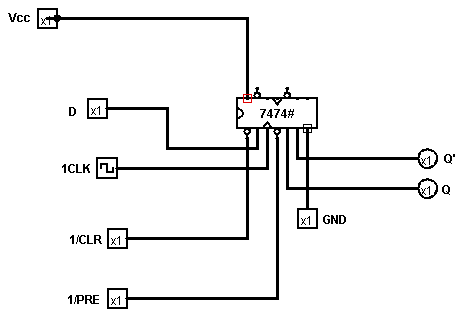 Vcc x1
D x1
7474#
1CLK
x1 Q'
x1 Q
x1 GND
1/CLR x1
1/PRE x1